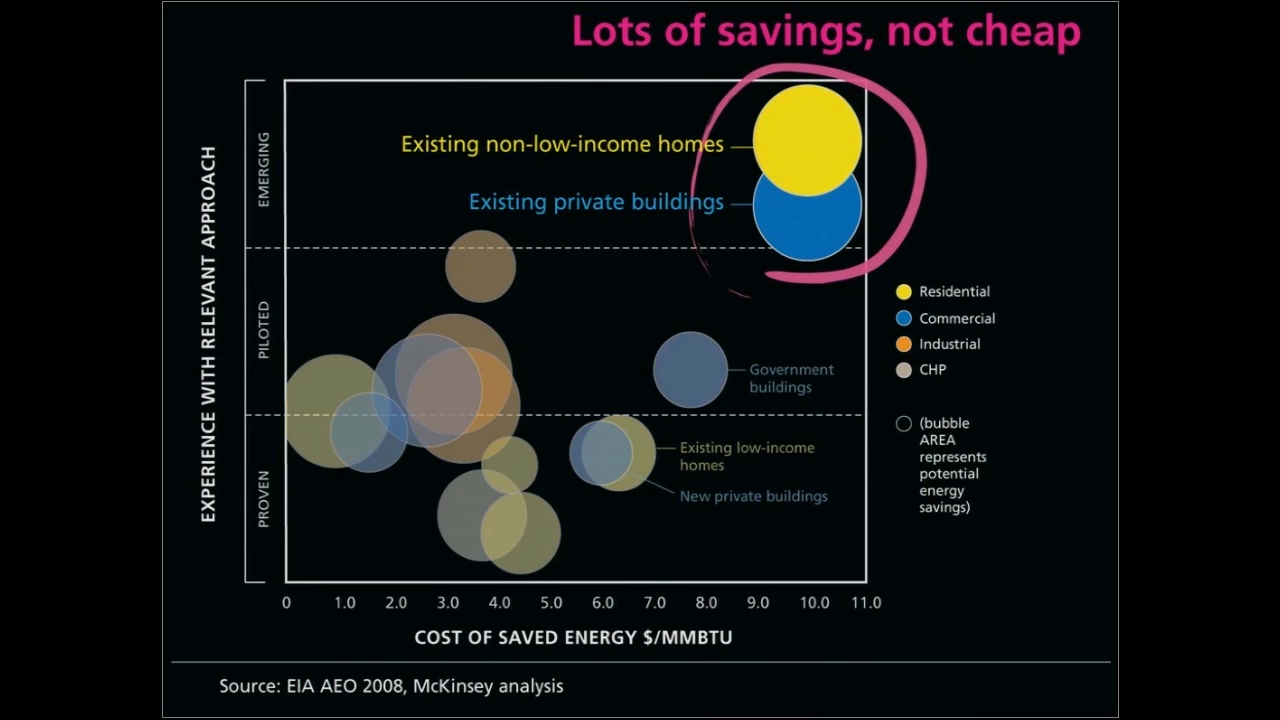 Lots of savings, not cheap
EXPERIENCE WITH RELEVANT APPROACH
EMERGING
PILOTED
PROVEN
Existing non-low-income homes
Existing private buildings
Government
buildings
Existing low-income
homes
New private buildings
Residential
Commercial
Industrial
CHP
(bubble
AREA
represents
potential
energy
savings)
0 1.0 2.0 3.0 4.0 5.0 6.0 7.0 8.0 9.0 10.0 11.0
COST OF SAVED ENERGY $/MMBTU
Source: EIA AEO 2008, McKinsey analysis